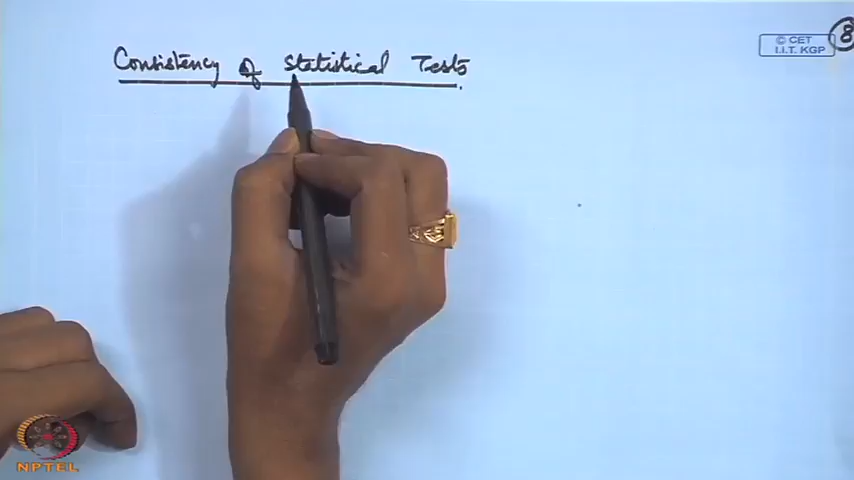 Consistency of Statistical Tests.
© CET
I.I.T. KGP
8
NPTEL